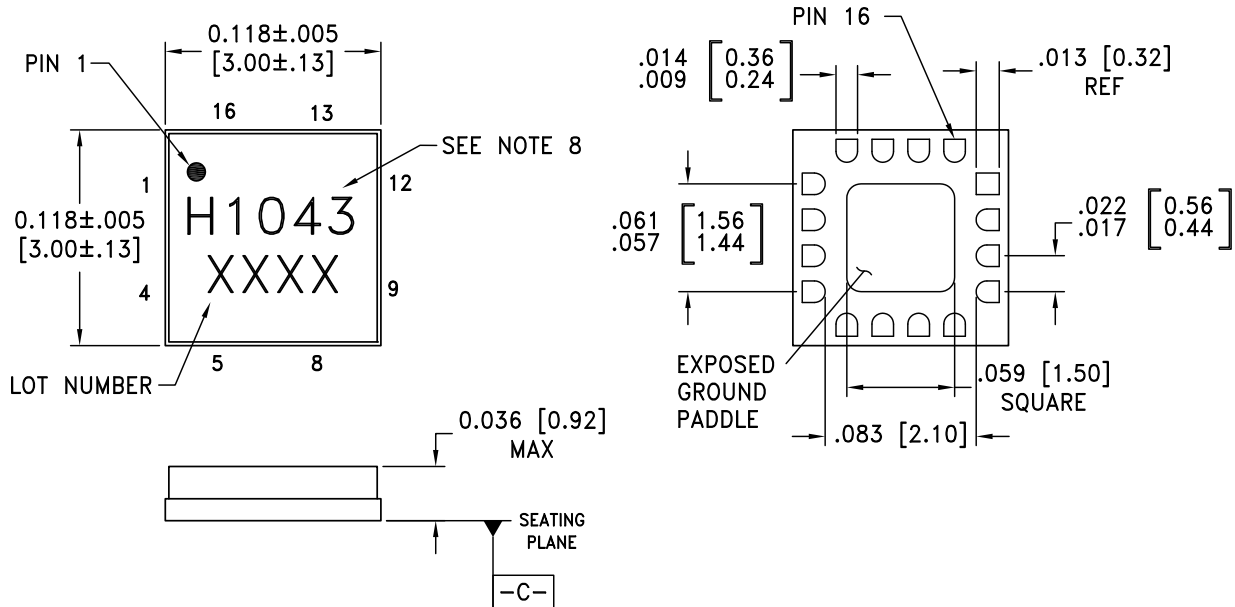 0.118±.005
[3.00±.13]
PIN 1
16
13
SEE NOTE 8
1
12
H1043
XXXX
0.118±.005
[3.00±.13]
4
9
5
8
LOT NUMBER
0.036 [0.92]
MAX
SEATING
PLANE
-C-
PIN 16
.014 [0.36
.009 0.24]
.013 [0.32]
REF
.061 [1.56
.057 1.44]
.022 [0.56
.017 0.44]
EXPOSED
GROUND
PADDLE
.059 [1.50]
SQUARE
.083 [2.10]